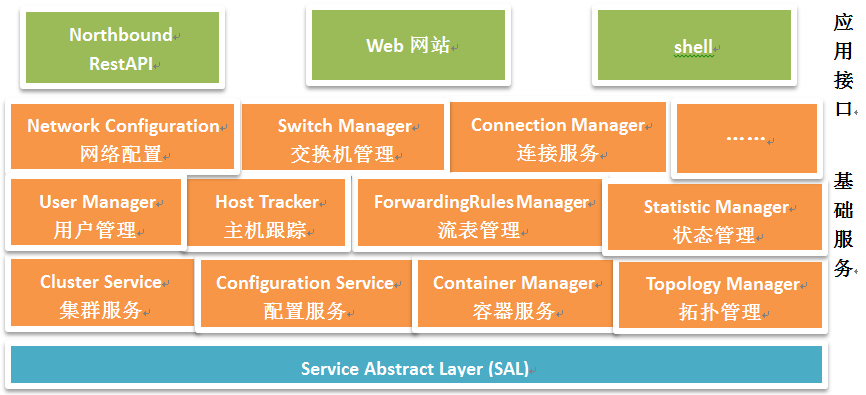 Northbound
RestAPI
Web 网站
shell
应用接口
Network Configuration
网络配置
Switch Manager
交换机管理
Connection Manager
连接服务
……
User Manager
用户管理
Host Tracker
主机跟踪
ForwardingRulesManager
流表管理
Statistic Manager
状态管理
基础服务
Cluster Service
集群服务
Configuration Service
配置服务
Container Manager
容器服务
Topology Manager
拓扑管理
Service Abstract Layer (SAL)